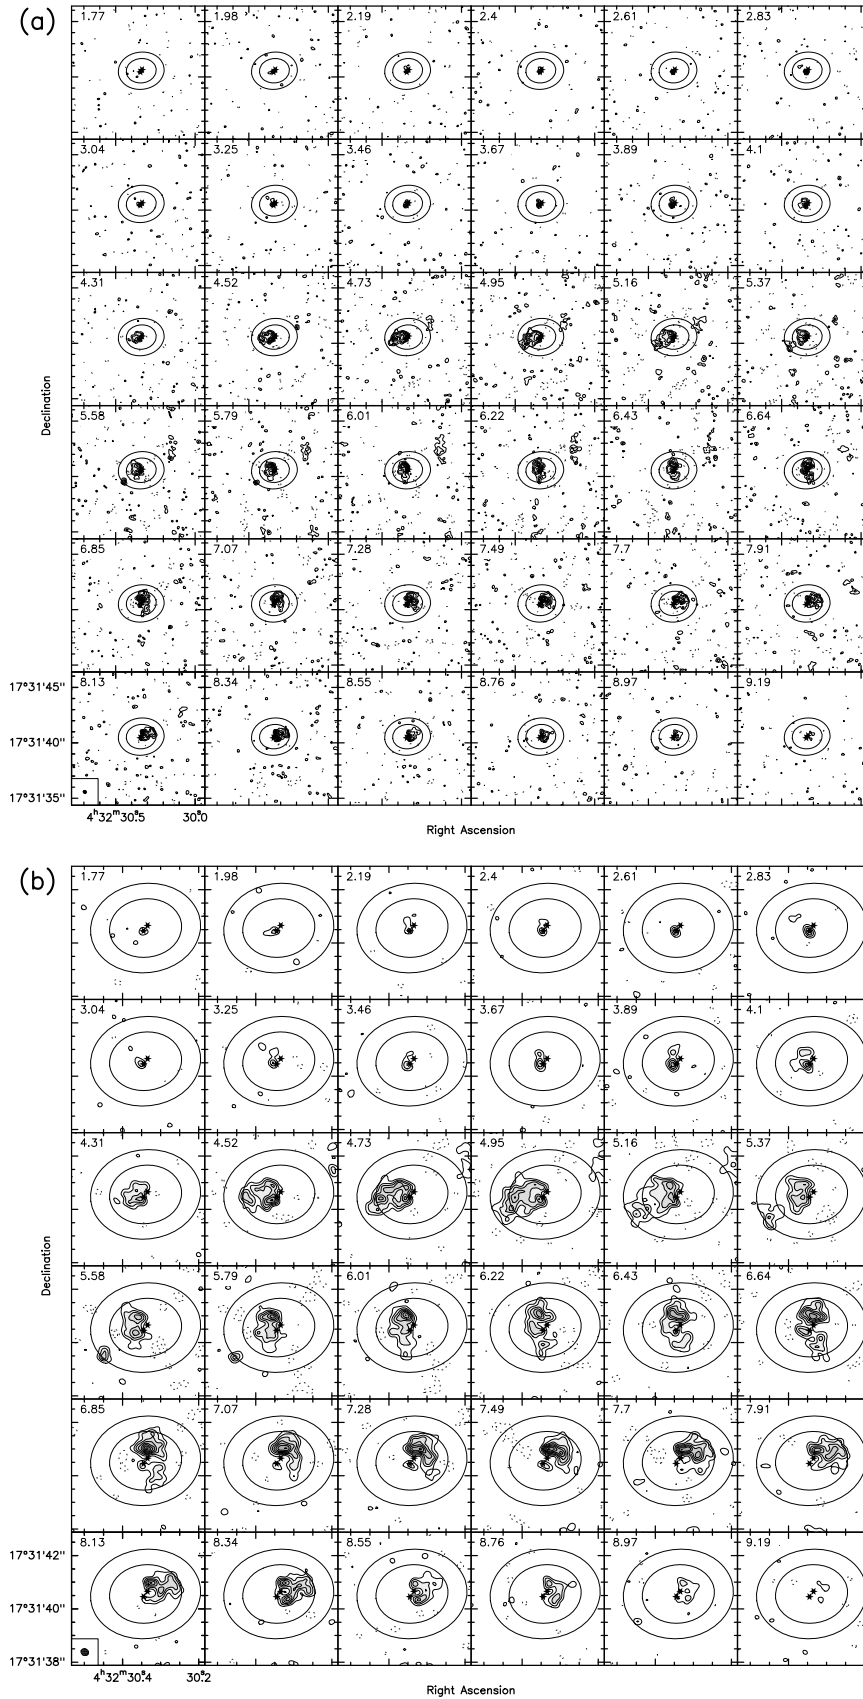 (a)
1.77 1.98 2.19 2.4 2.61 2.83
3.04 3.25 3.46 3.67 3.89 4.1
4.31 4.52 4.73 4.95 5.16 5.37
Declination
5.58 5.79 6.01 6.22 6.43 6.64
6.85 7.07 7.28 7.49 7.7 7.91
17°31'45"
8.13 8.34 8.55 8.76 8.97 9.19
17°31'40"
17°31'35"
4ʰ32ᵐ30ˢ.5 30ˢ.0
Right Ascension
(b)
1.77 1.98 2.19 2.4 2.61 2.83
3.04 3.25 3.46 3.67 3.89 4.1
4.31 4.52 4.73 4.95 5.16 5.37
Declination
5.58 5.79 6.01 6.22 6.43 6.64
6.85 7.07 7.28 7.49 7.7 7.91
17°31'42"
8.13 8.34 8.55 8.76 8.97 9.19
17°31'40"
17°31'38"
4ʰ32ᵐ30ˢ.4 30ˢ.2
Right Ascension